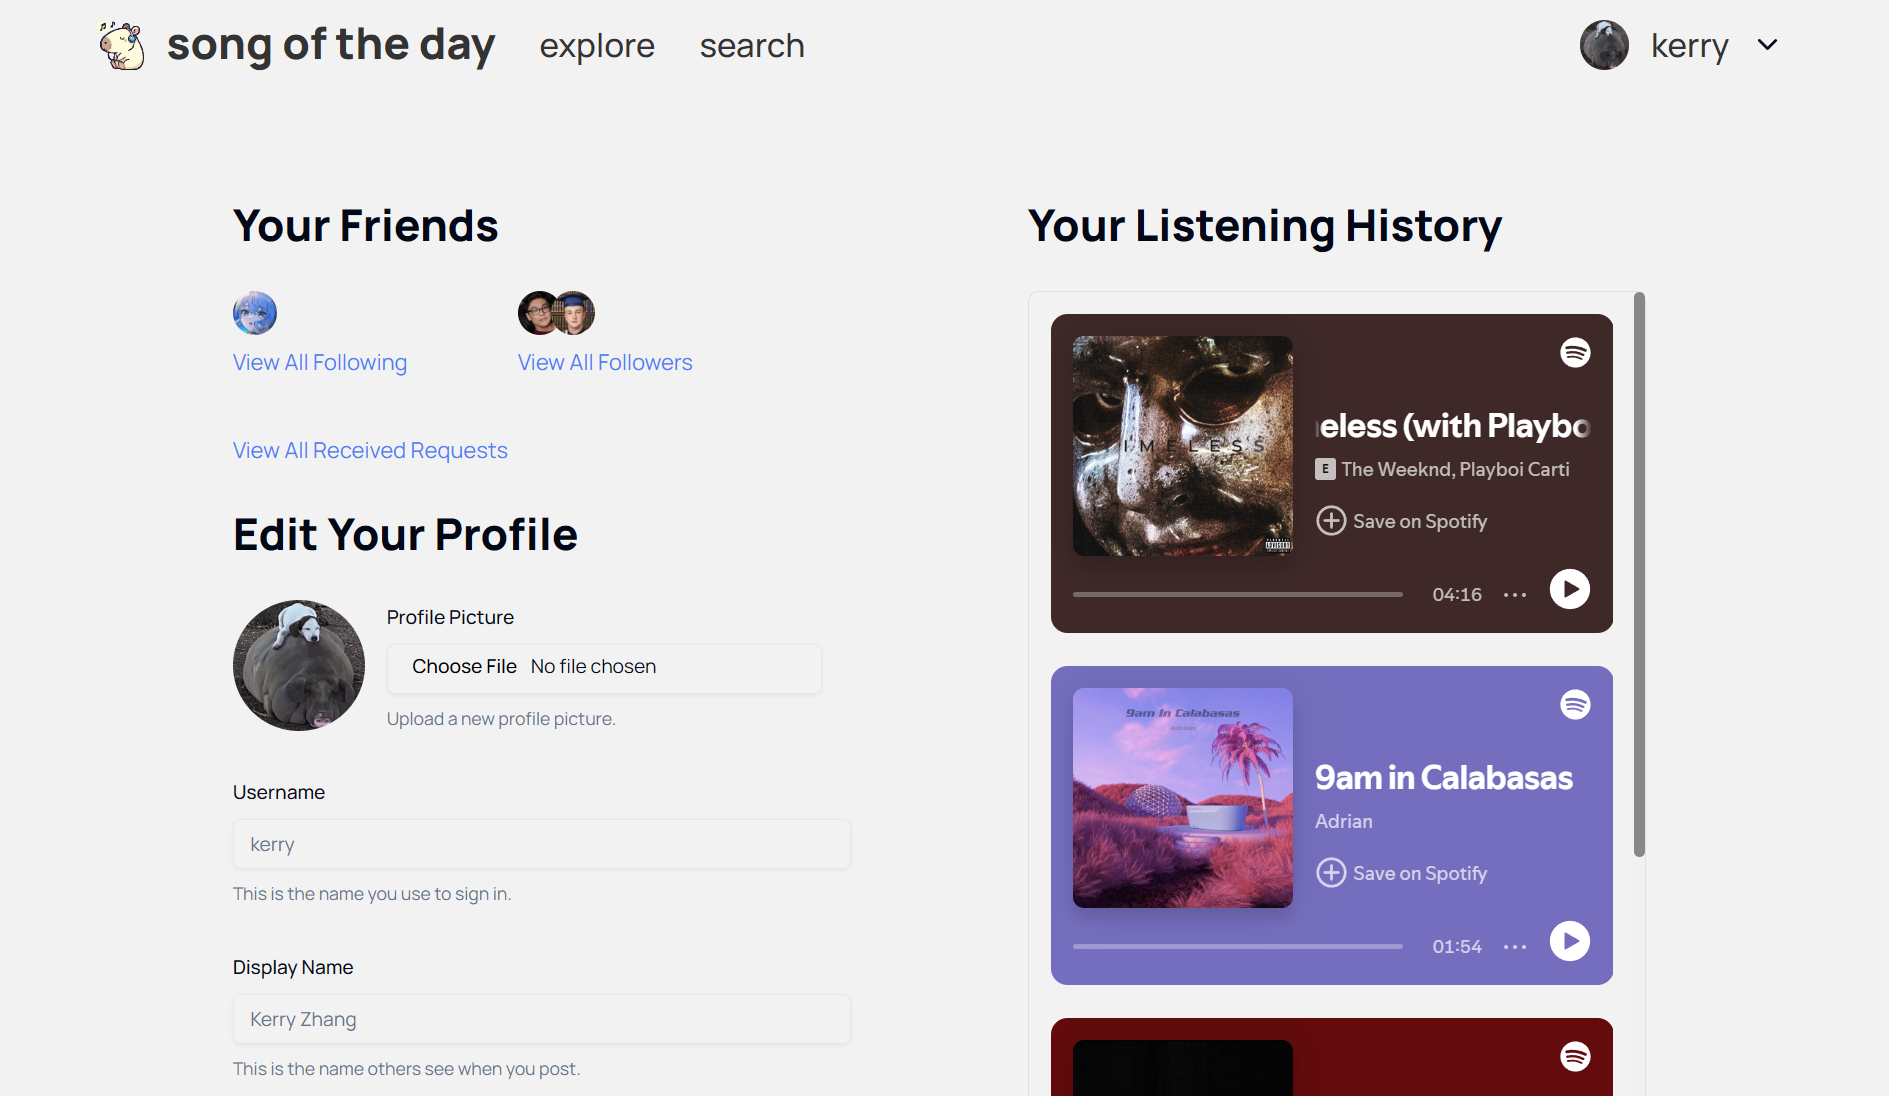 song of the day
explore
search
kerry
Your Friends
View All Following
View All Followers
View All Received Requests
Edit Your Profile
Profile Picture
Choose File No file chosen
Upload a new profile picture.
Username
kerry
This is the name you use to sign in.
Display Name
Kerry Zhang
This is the name others see when you post.
Your Listening History
IMELESS
eless (with Playbo
E The Weeknd, Playboi Carti
Save on Spotify
04:16
9am In Calabasas
adrian
9am in Calabasas
Adrian
Save on Spotify
01:54